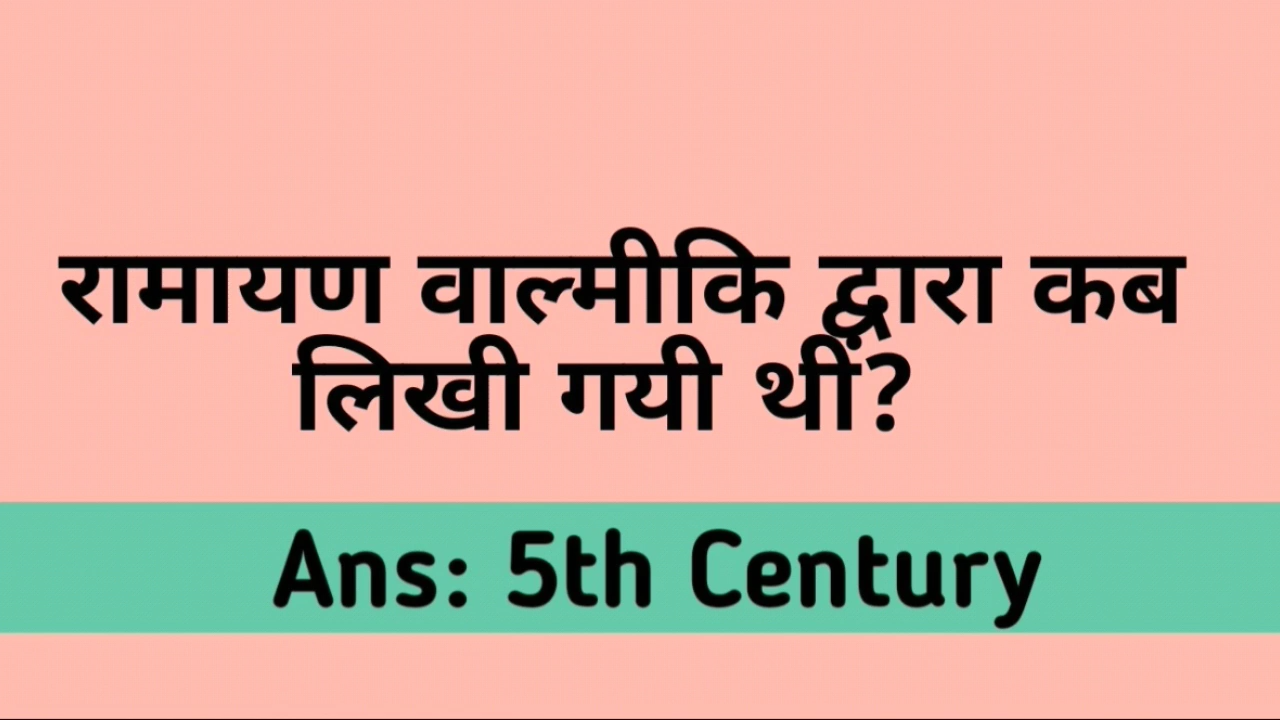 रामायण वाल्मीकि द्वारा कब
लिखी गयी थी?
Ans: 5th Century